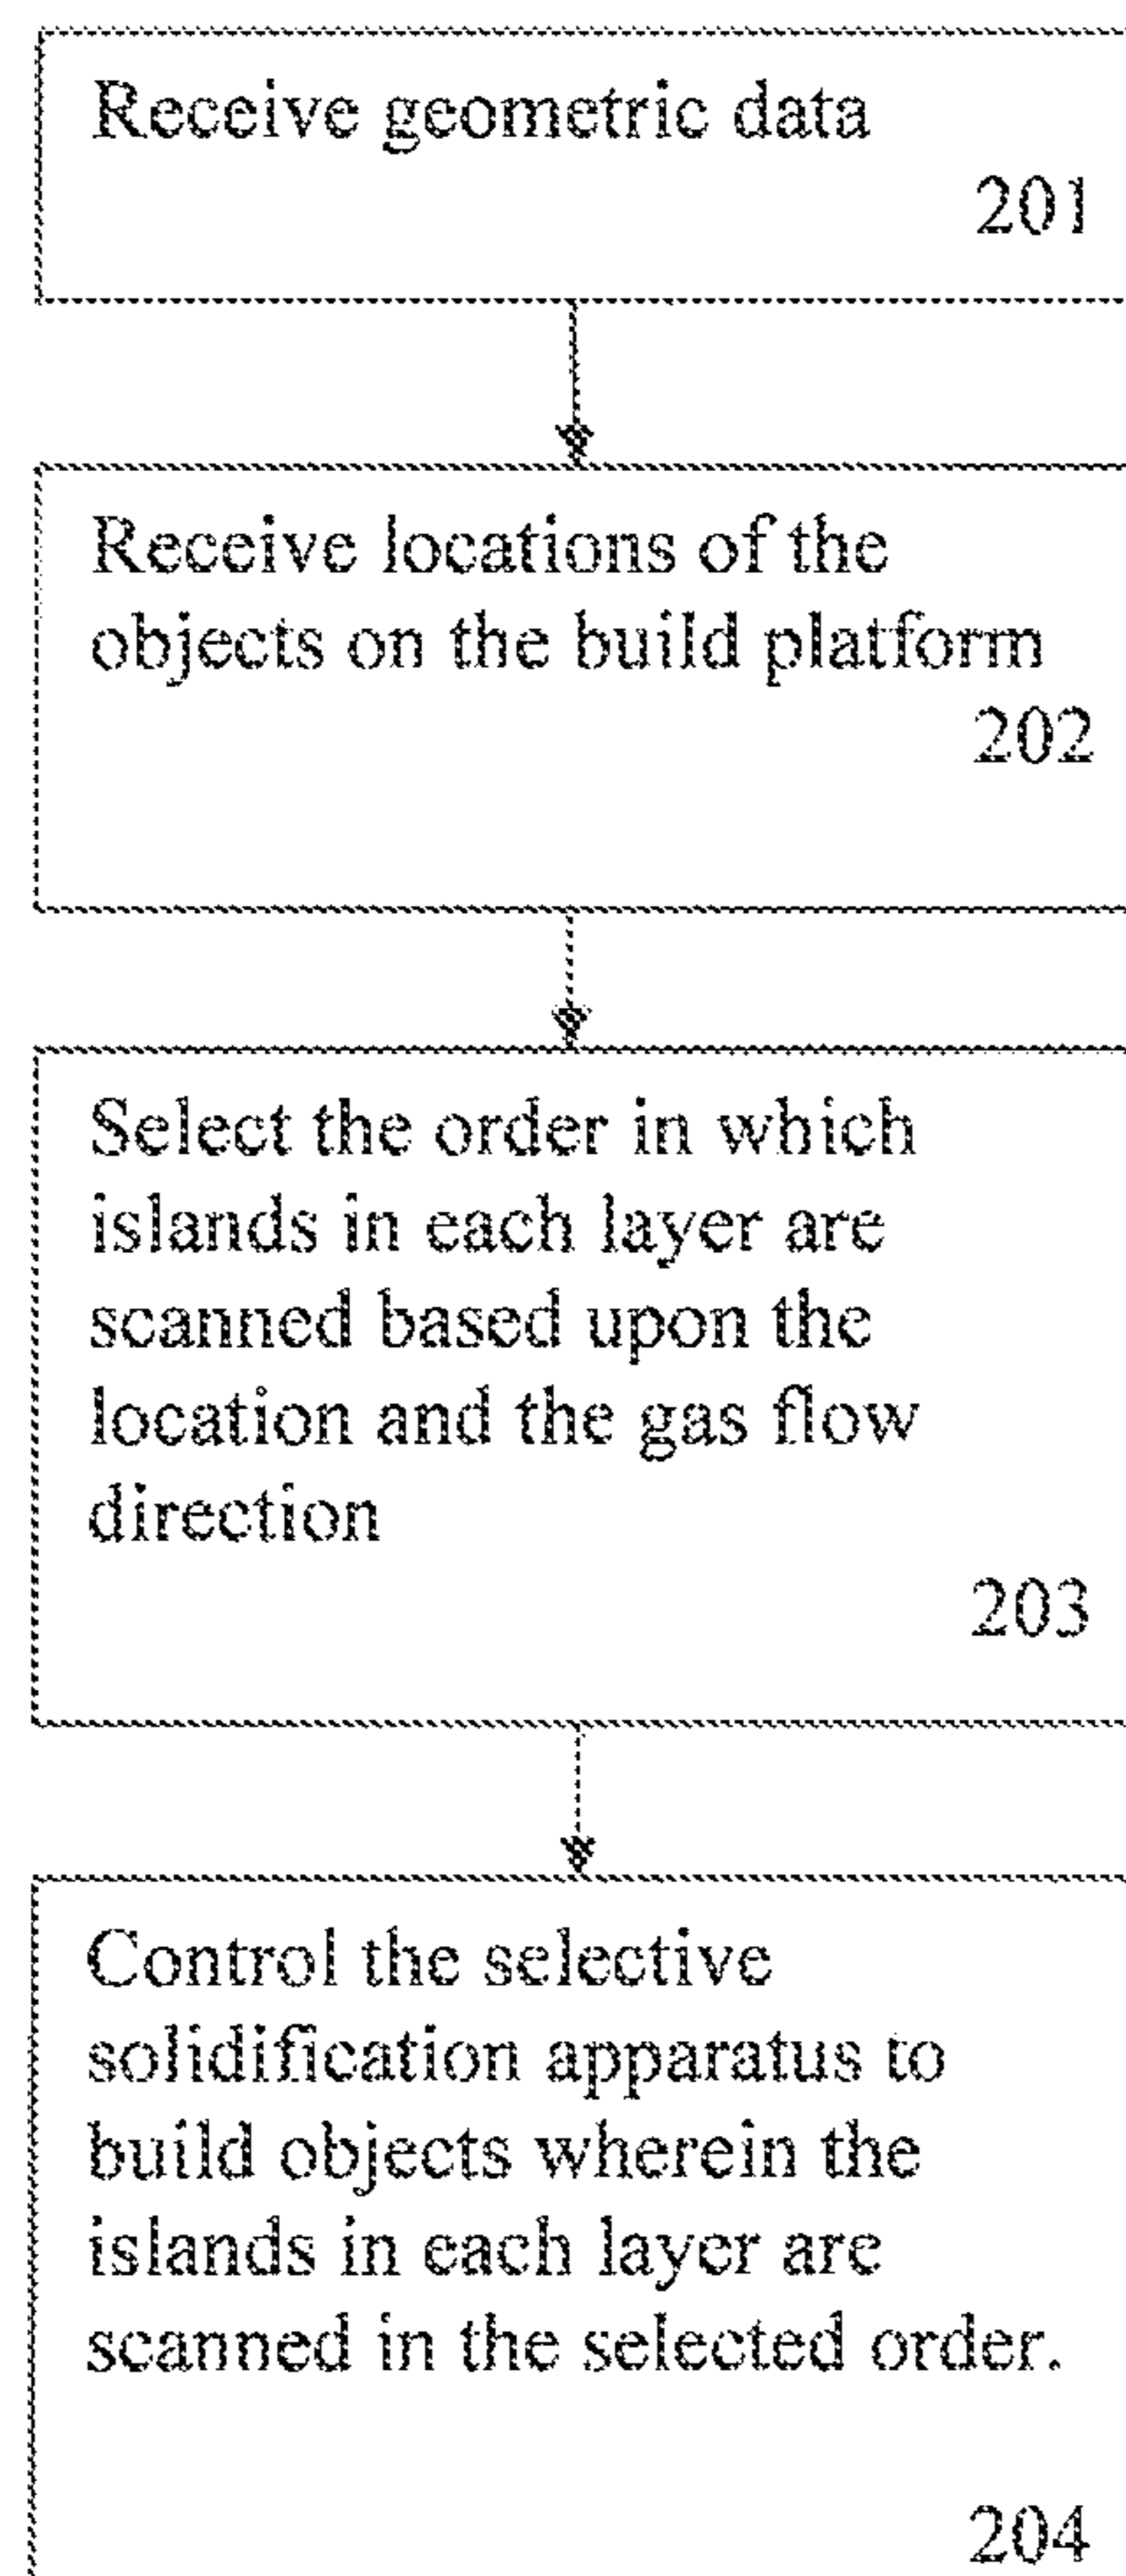 Receive geometric data
201
Receive locations of the
objects on the build platform
202
Select the order in which
islands in each layer are
scanned based upon the
location and the gas flow
direction
203
Control the selective
solidification apparatus to
build objects wherein the
islands in each layer are
scanned in the selected order.
204